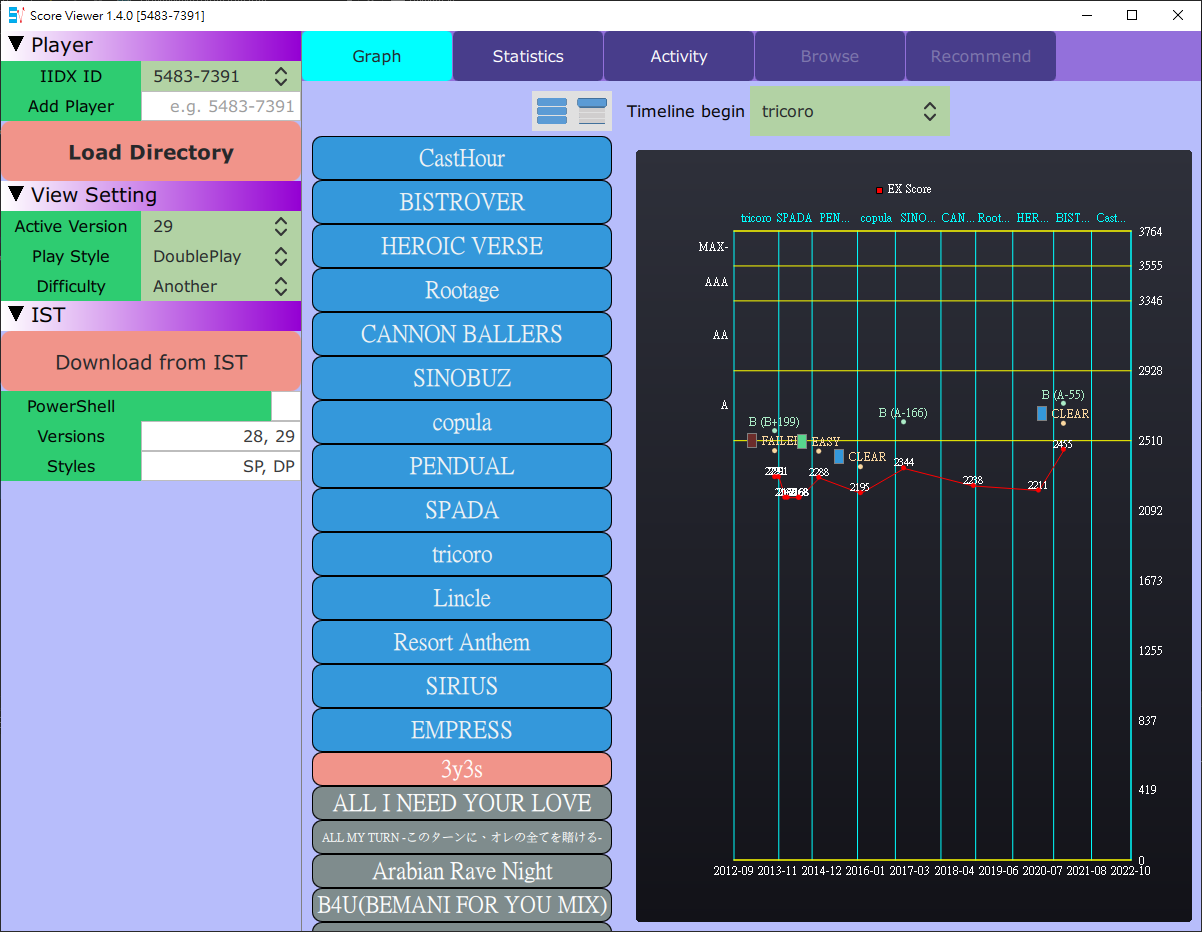 Score Viewer 1.4.0 [5483-7391]
Player
IIDX ID 5483-7391
Add Player e.g. 5483-7391
Load Directory
View Setting
Active Version 29
Play Style DoublePlay
Difficulty Another
IST
Download from IST
PowerShell
Versions 28, 29
Styles SP, DP
Graph Statistics Activity Browse Recommend
Timeline begin tricoro
CastHour
BISTROVER
HEROIC VERSE
Rootage
CANNON BALLERS
SINOBUZ
copula
PENDUAL
SPADA
tricoro
Lincle
Resort Anthem
SIRIUS
EMPRESS
3y3s
ALL I NEED YOUR LOVE
ALL MY TURN -このターンに、オレの全てを賭ける-
Arabian Rave Night
B4U(BEMANI FOR YOU MIX)
EX Score
tricoro SPADA PEN... copula SINO... CAN... Root... HER... BIST... Cast...
MAX-
AAA
AA
A
3764
3555
3346
2928
2510
2092
1673
1255
837
419
0
B (B+199)
FAILED
EASY
CLEAR
B (A-166)
B (A-55)
CLEAR
2288
2195
2344
2238
2211
2455
2012-09 2013-11 2014-12 2016-01 2017-03 2018-04 2019-06 2020-07 2021-08 2022-10